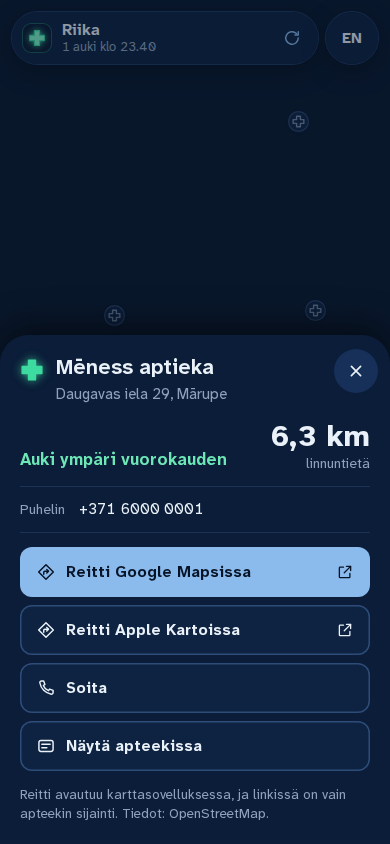 Riika
1 auki klo 23.40
EN
Mēness aptieka
Daugavas iela 29, Mārupe
6,3 km
Auki ympäri vuorokauden
linnuntietä
Puhelin +371 6000 0001
Reitti Google Mapsissa
Reitti Apple Kartoissa
Soita
Näytä apteekissa
Reitti avautuu karttasovelluksessa, ja linkissä on vain
apteekin sijainti. Tiedot: OpenStreetMap.